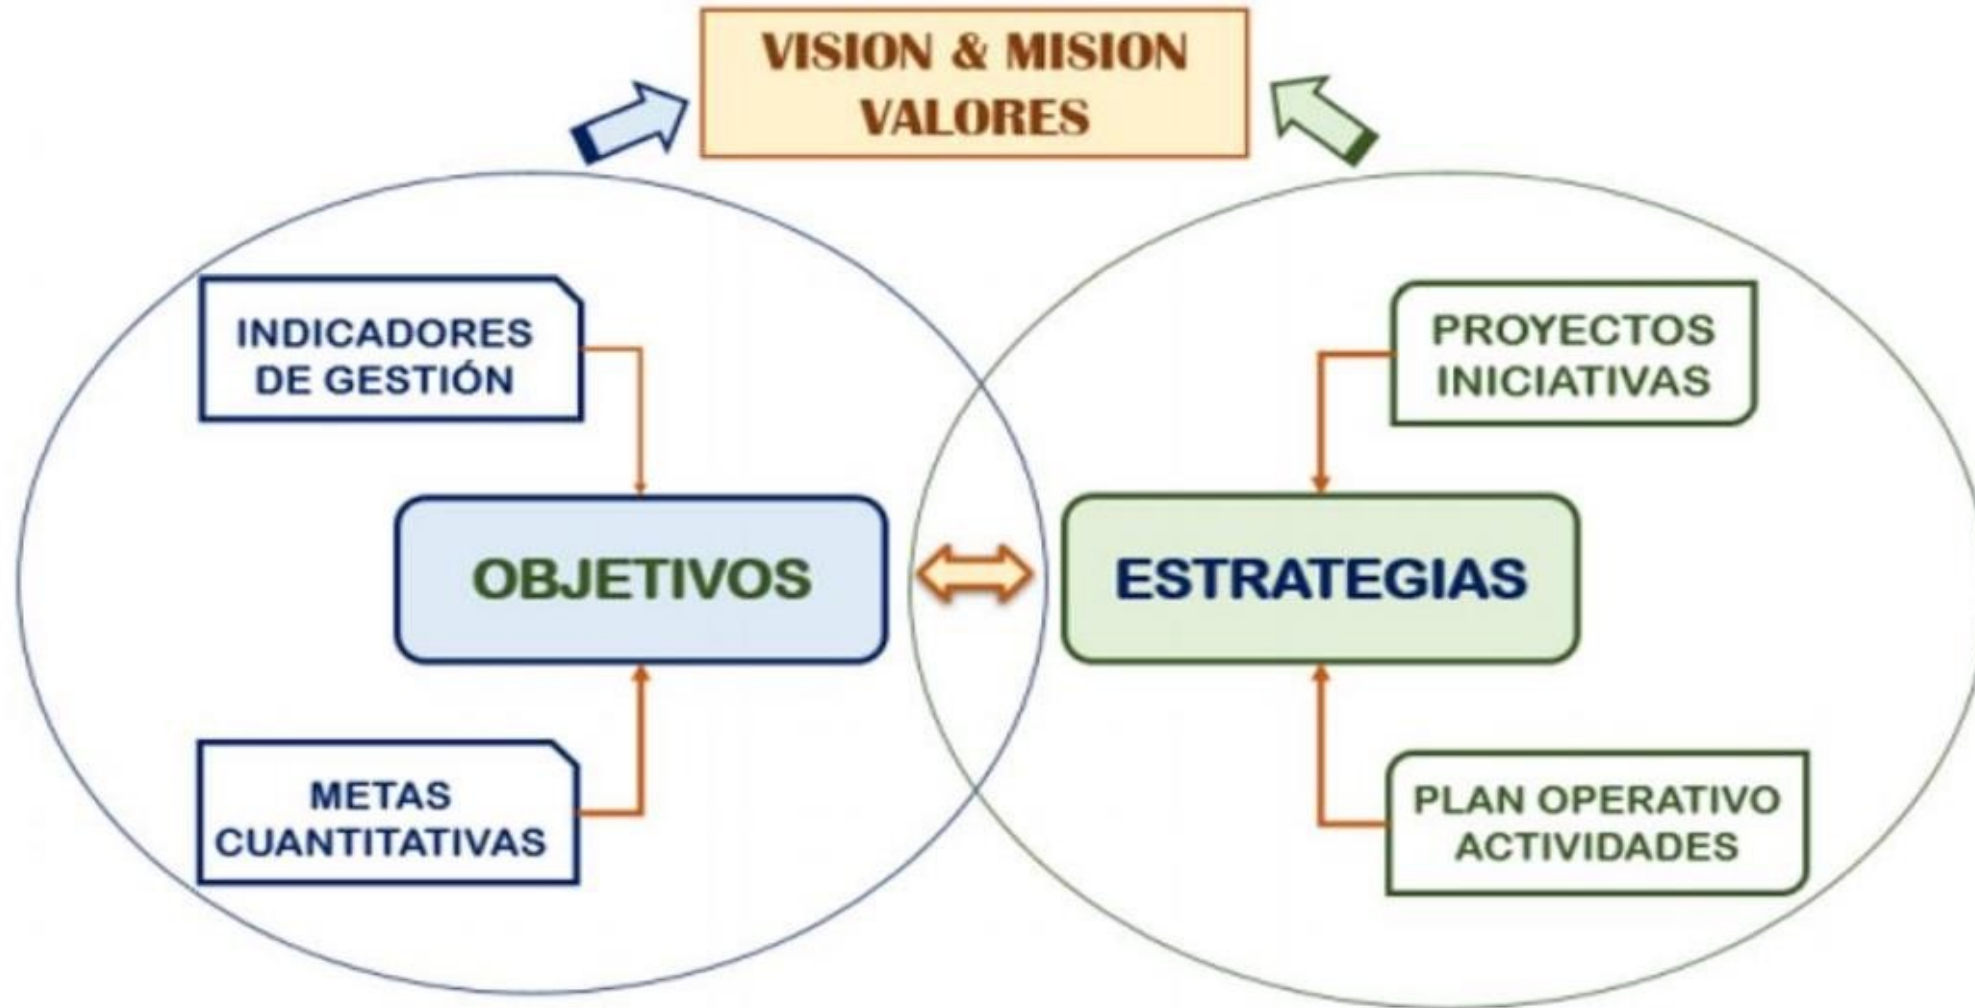 VISION & MISION
VALORES
INDICADORES
DE GESTIÓN
OBJETIVOS
METAS
CUANTITATIVAS
PROYECTOS
INICIATIVAS
ESTRATEGIAS
PLAN OPERATIVO
ACTIVIDADES